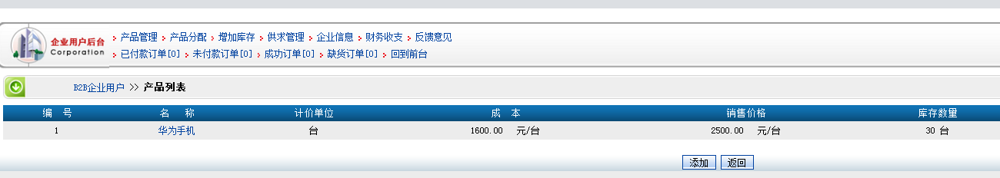 企业用户后台
Corporation
产品管理 产品分配 增加库存 供求管理 企业信息 财务收支 反馈意见
已付款订单[0] 未付款订单[0] 成功订单[0] 缺货订单[0] 回到前台
B2B企业用户 >> 产品列表
编 号 名 称 计价单位 成 本 销售价格 库存数量
1 华为手机 台 1600.00 元/台 2500.00 元/台 30 台
添加 返回